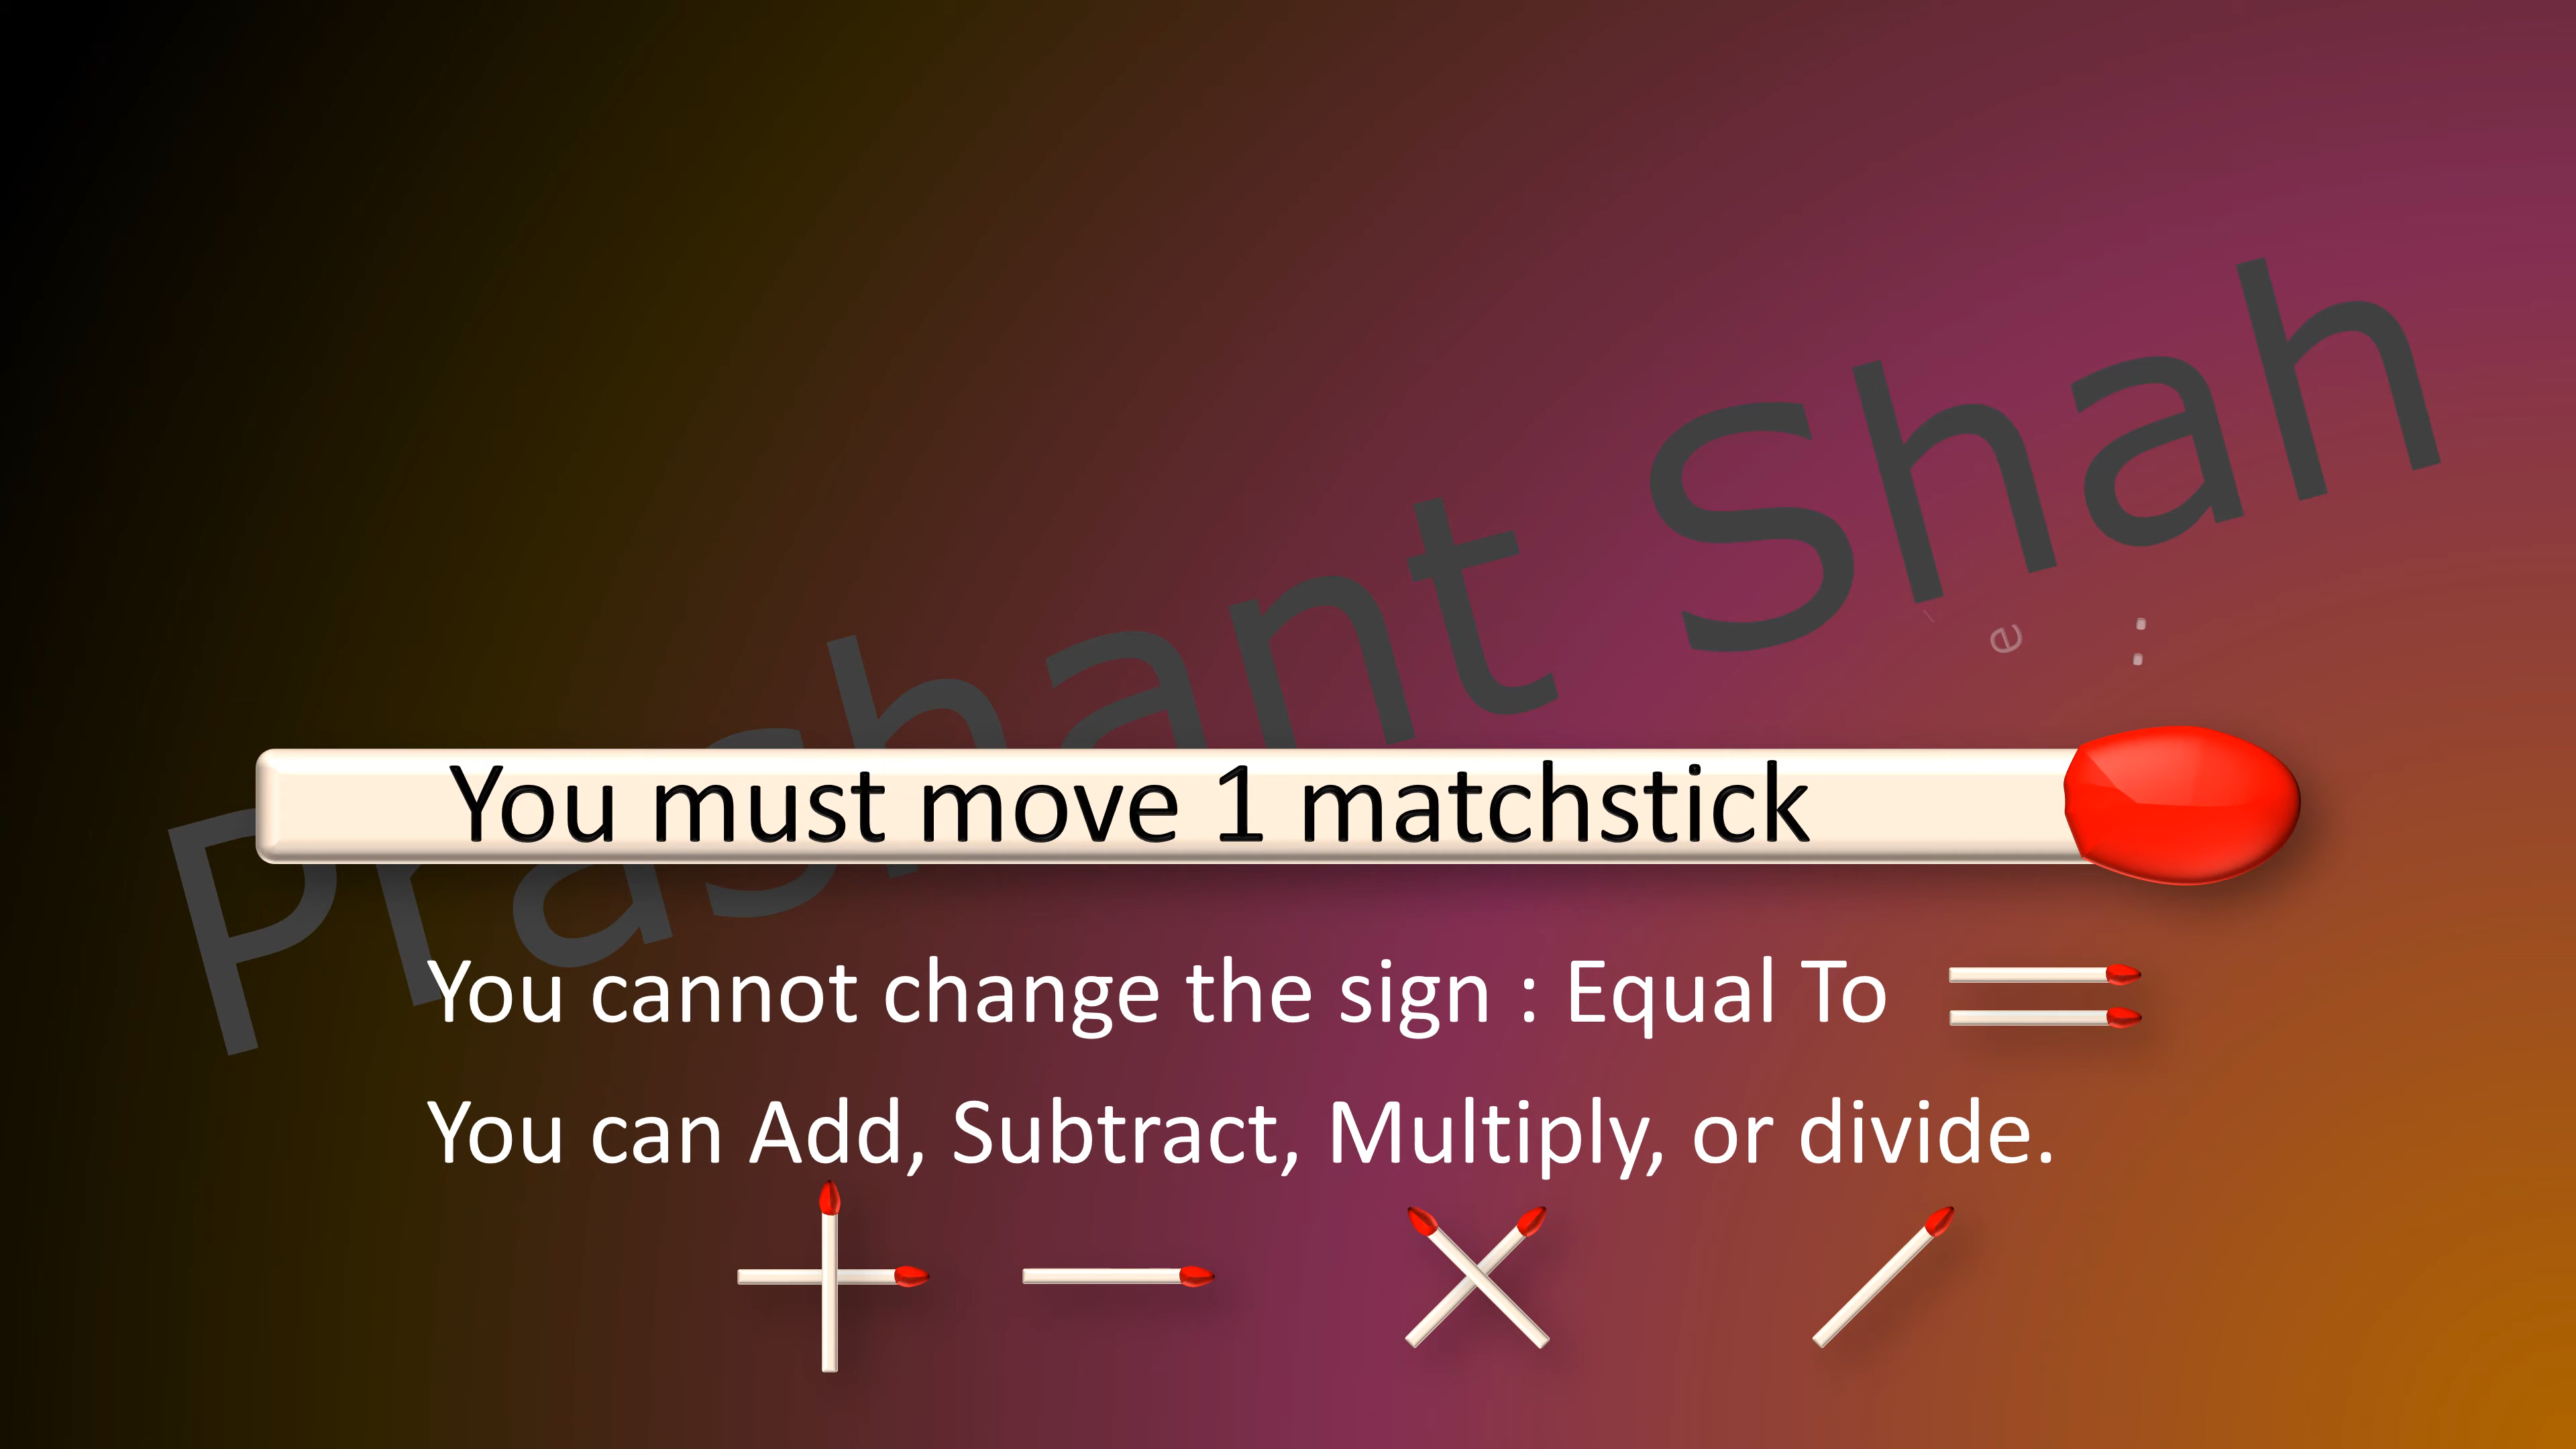 Prashant Shah
e :
You must move 1 matchstick
You cannot change the sign : Equal To =
You can Add, Subtract, Multiply, or divide.
+ - × /